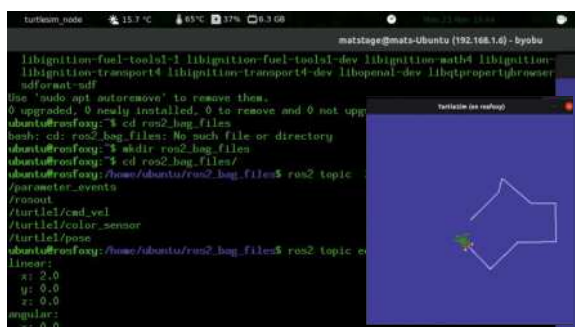 turtlesim_node 15.7 °C 65°C 37% 6.3 GB
matstage@mats-Ubuntu (192.168.1.6) - byobu
libignition-fuel-tools1-1 libignition-fuel-tools1-dev libignition-math4 libignition-
libignition-transport4 libignition-transport4-dev libopenal-dev libqtpropertybrowser
sdformat-sdf
Use 'sudo apt autoremove' to remove them.
0 upgraded, 0 newly installed, 0 to remove and 0 not upg
ubuntu@rosfoxy:~$ cd ros2_bag_files
bash: cd: ros2_bag_files: No such file or directory
ubuntu@rosfoxy:~$ mkdir ros2_bag_files
ubuntu@rosfoxy:~$ cd ros2_bag_files/
ubuntu@rosfoxy:/home/ubuntu/ros2_bag_files$ ros2 topic
/parameter_events
/rosout
/turtle1/cmd_vel
/turtle1/color_sensor
/turtle1/pose
ubuntu@rosfoxy:/home/ubuntu/ros2_bag_files$ ros2 topic e
linear:
x: 2.0
y: 0.0
z: 0.0
angular:
TurtleSim (on rosfoxy)